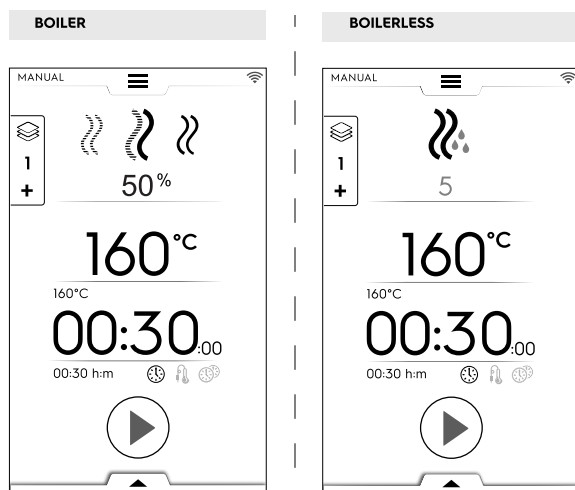 BOILER
MANUAL
1
+
50%
160°C
160°C
00:30:00
00:30 h:m
BOILERLESS
MANUAL
1
+
5
160°C
160°C
00:30:00
00:30 h:m